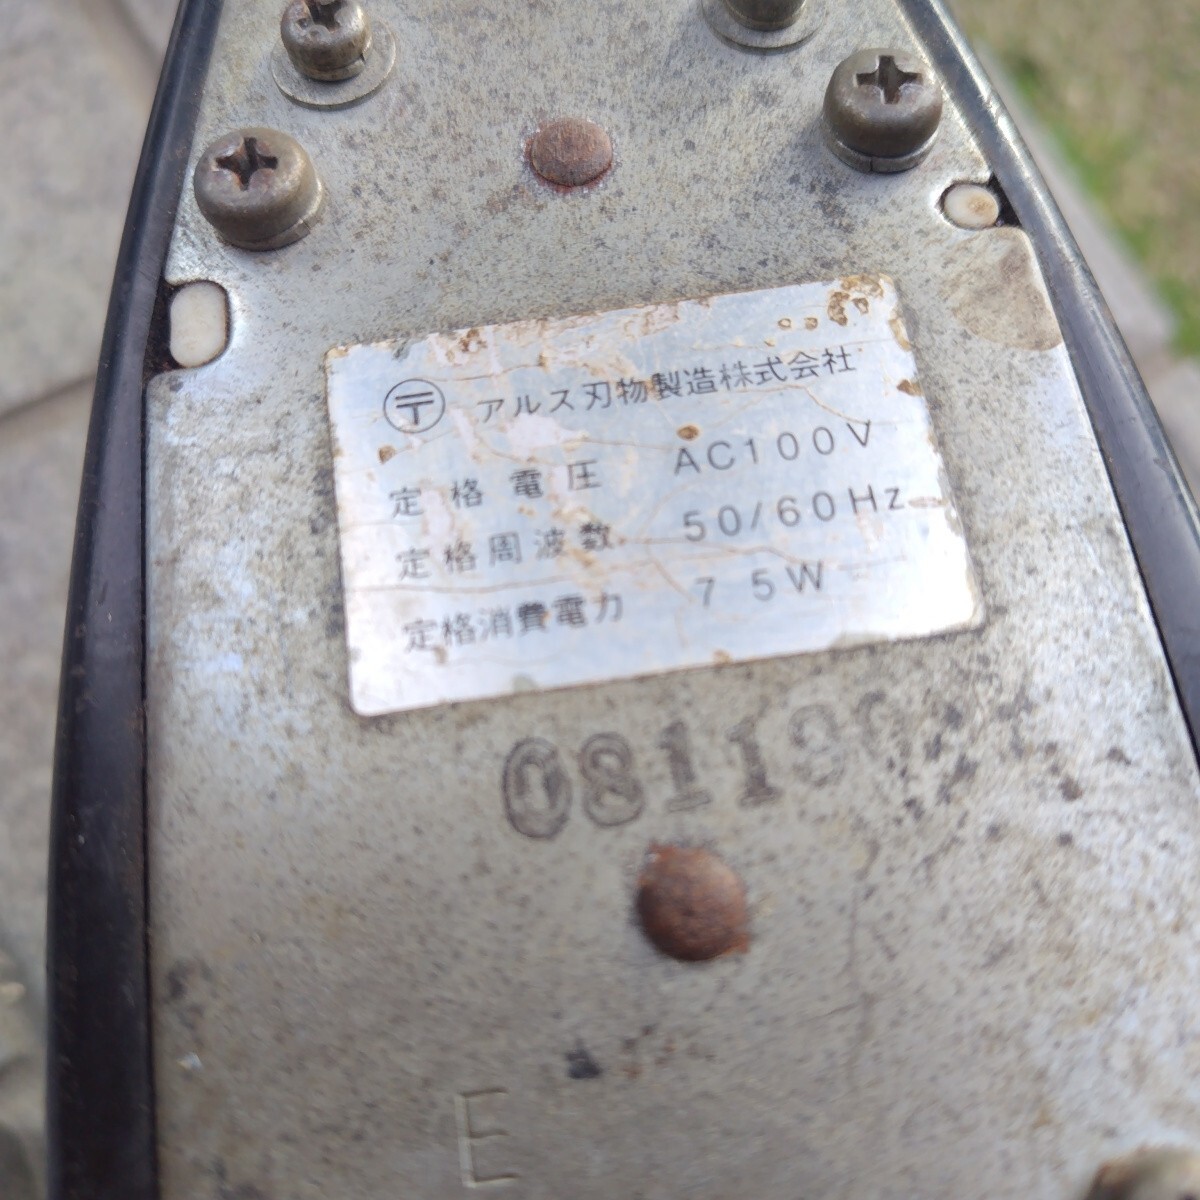 〒 アルス刃物製造株式会社
定格電圧 AC100V
定格周波数 50/60Hz
定格消費電力 75W
E